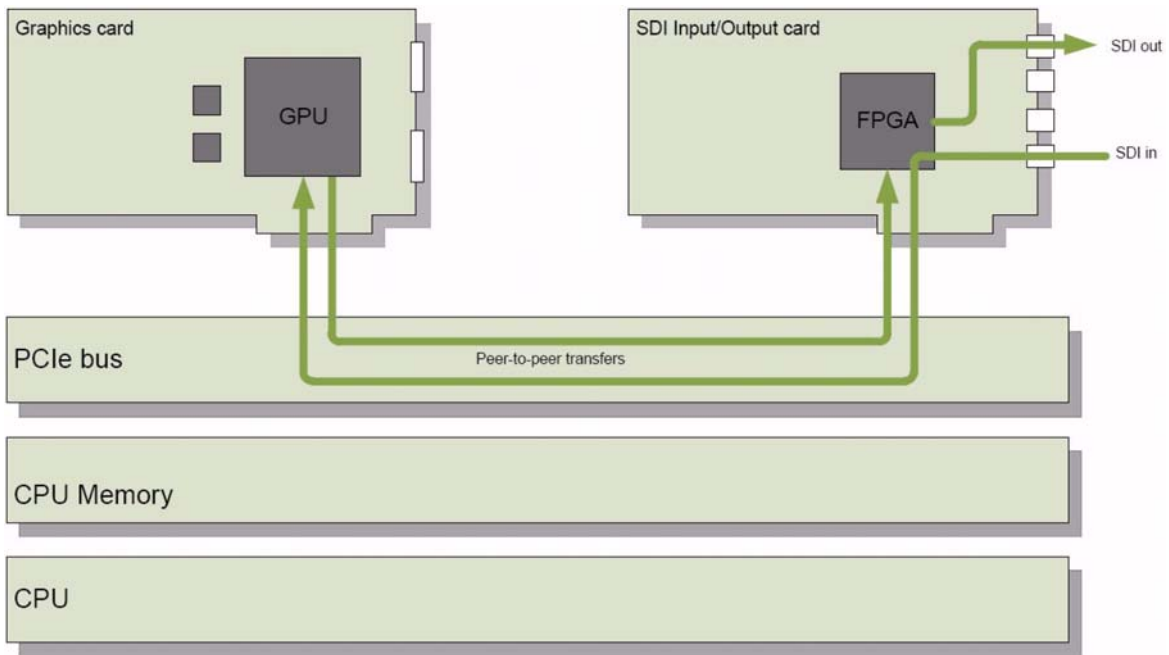 Graphics card
SDI Input/Output card
SDI out
GPU
FPGA
SDI in
PCIe bus
Peer-to-peer transfers
CPU Memory
CPU